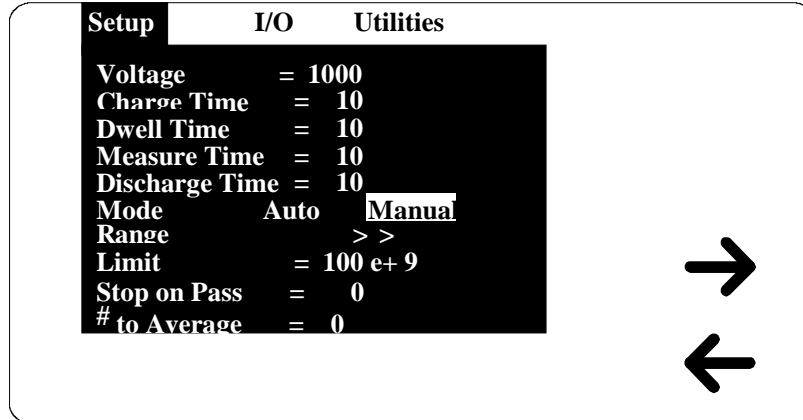 Setup I/O Utilities
Voltage = 1000
Charge Time = 10
Dwell Time = 10
Measure Time = 10
Discharge Time = 10
Mode Auto Manual
Range > >
Limit = 100 e+ 9
Stop on Pass = 0
# to Average = 0